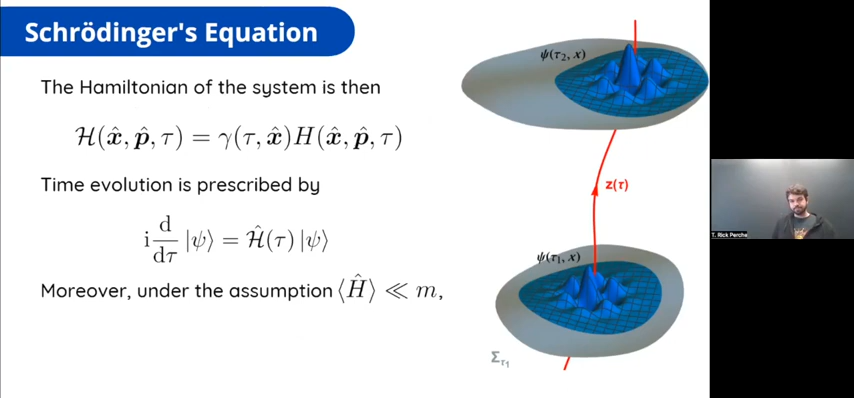 Schrödinger's Equation
The Hamiltonian of the system is then
ℋ(x̂, p̂, τ) = γ(τ, x̂)H(x̂, p̂, τ)
Time evolution is prescribed by
i d/dτ |ψ⟩ = ℋ̂(τ) |ψ⟩
Moreover, under the assumption ⟨Ĥ⟩ ≪ m,
ψ(τ₂, x)
z(τ)
ψ(τ₁, x)
Σ_τ₁
T. Rick Perche